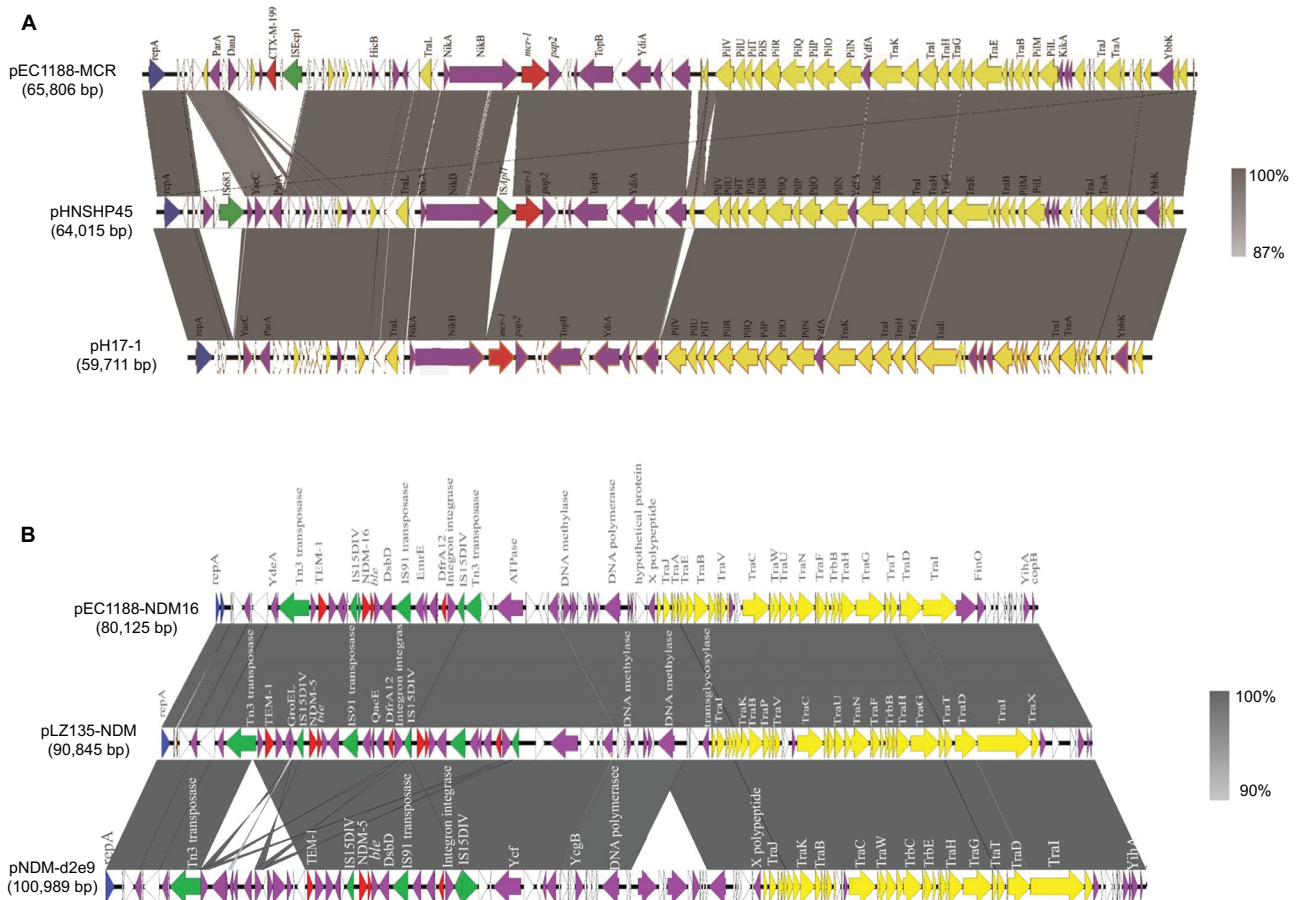 A
repA ParA DmJ CTX-M-199 ISEcp1 HicB TraL NikA NikB mcr-1 pap2 TopB YdiA PilV PilU PilT PilS PilR PilQ PilP PilO PilN YdfA TraK TraI TraH TraG TraE TraB PilM PilL KikA TraJ TraA YbbK
pEC1188-MCR
(65,806 bp)
repA IS683 YaeC ParA TraL NikA NikB ISApl1 mcr-1 pap2 TopB YdiA PilV PilU PilT PilS PilR PilQ PilP PilO PilN YdfA TraK TraI TraH TraG TraE TraB PilM PilL TraJ TraA YbbK
pHNSHP45
(64,015 bp)
100%
87%
repA YaeC ParA TraL NikA NikB mcr-1 pap2 TopB YdiA PilV PilU PilT PilR PilQ PilP PilO PilN YdfA TraK TraI TraH TraG TraE TraJ TraA YbbK
pH17-1
(59,711 bp)
B
repA YdeA Tn3 transposase TEM-1 IS15DIV NDM-16 ble DsbD IS91 transposase EmrE DfrA12 Integron integrase IS15DIV Tn3 transposase ATPase DNA methylase DNA polymerase hypothetical protein X polypeptide TraJ TraA TraE TraB TraV TraC TraW TraU TraN TraF TrbB TraH TraG TraT TraD TraI FinO YihA copB
pEC1188-NDM16
(80,125 bp)
repA Tn3 transposase TEM-1 GroEL IS15DIV NDM-5 ble IS91 transposase QacE DfrA12 Integron integras IS15DIV DNA methylase DNA methylase transglycosylase TraJ TraK TraB TraP TraV TraC TraU TraN TraF TrbB TraH TraG TraT TraD TraI TraX
pLZ135-NDM
(90,845 bp)
100%
90%
repA Tn3 transposase TEM-1 IS15DIV NDM-5 ble DsbD IS91 transposase Integron integrase IS15DIV Ycf YcgB DNA polymerasee X polypeptide TraJ TraK TraB TraC TraW TrbC TrbE TraH TraG TraT TraD TraI YihA
pNDM-d2e9
(100,989 bp)